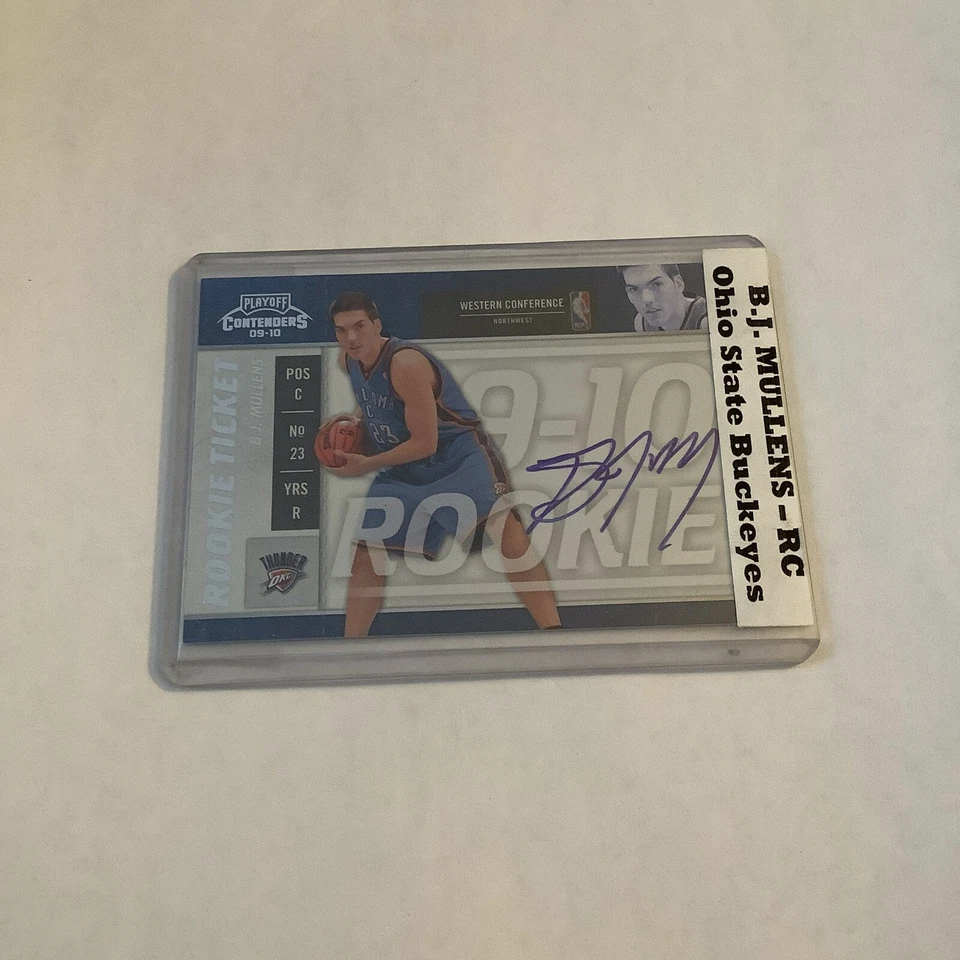 PLAYOFF
CONTENDERS
09-10
WESTERN CONFERENCE
NORTHWEST
ROOKIE TICKET
B.J. MULLENS
POS
C
No
23
YRS
R
THUNDER
OKC
23
09-10
ROOKIE
B.J. MULLENS – RC
Ohio State Buckeyes